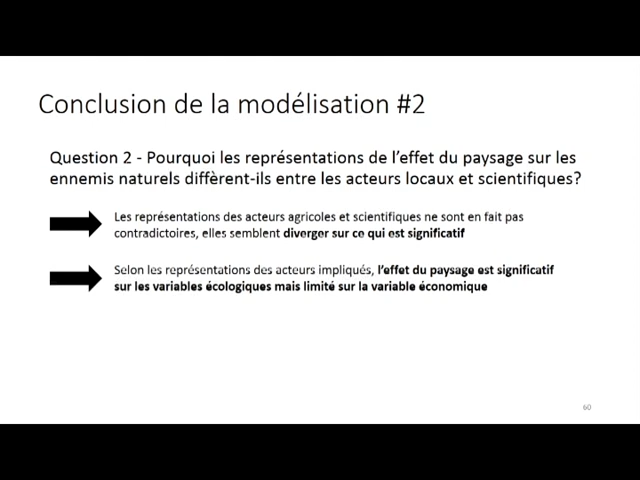 Conclusion de la modélisation #2
Question 2 - Pourquoi les représentations de l'effet du paysage sur les
ennemis naturels diffèrent-ils entre les acteurs locaux et scientifiques?
Les représentations des acteurs agricoles et scientifiques ne sont en fait pas
contradictoires, elles semblent diverger sur ce qui est significatif
Selon les représentations des acteurs impliqués, l'effet du paysage est significatif
sur les variables écologiques mais limité sur la variable économique
60